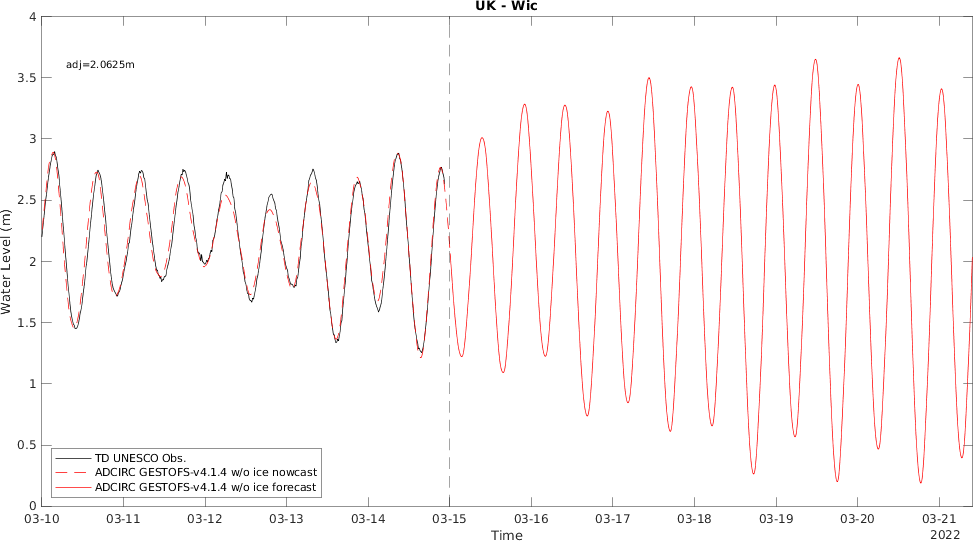 UK - Wic
adj=2.0625m
Water Level (m)
4
3.5
3
2.5
2
1.5
1
0.5
0
TD UNESCO Obs.
ADCIRC GESTOFS-v4.1.4 w/o ice nowcast
ADCIRC GESTOFS-v4.1.4 w/o ice forecast
03-10 03-11 03-12 03-13 03-14 03-15 03-16 03-17 03-18 03-19 03-20 03-21
Time
2022